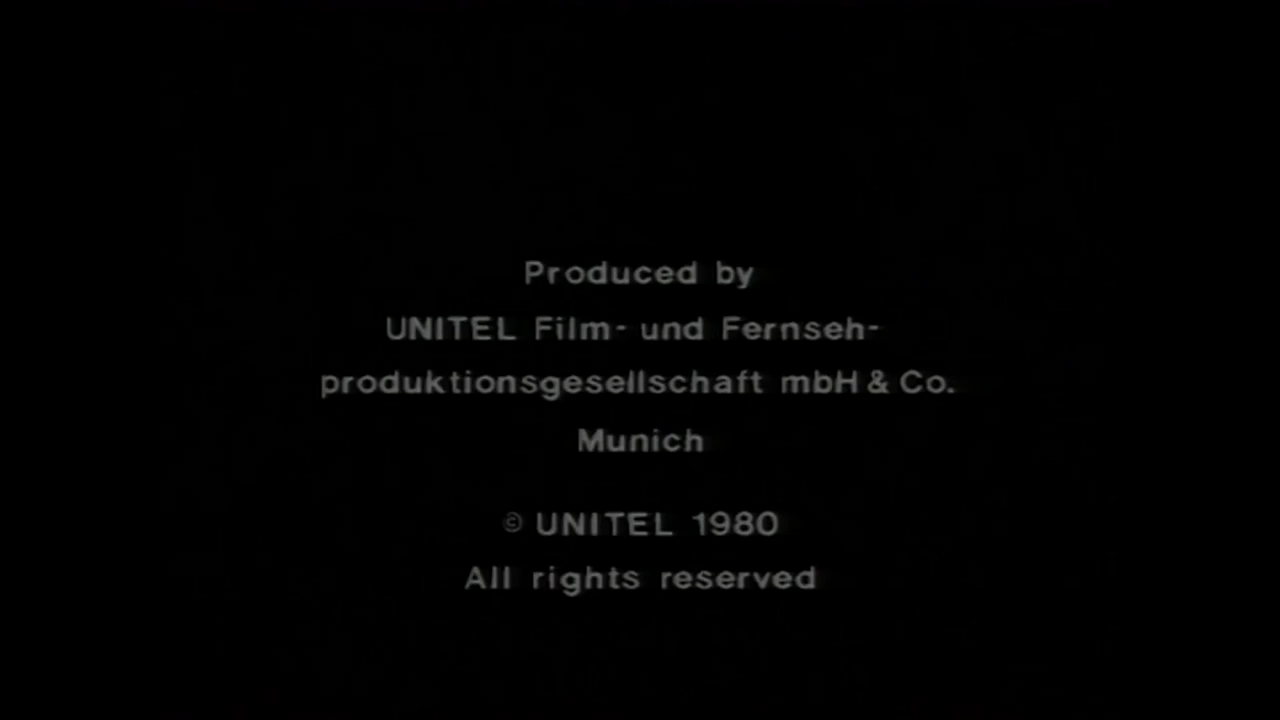 Produced by
UNITEL Film- und Fernseh-
produktionsgesellschaft mbH & Co.
Munich
© UNITEL 1980
All rights reserved